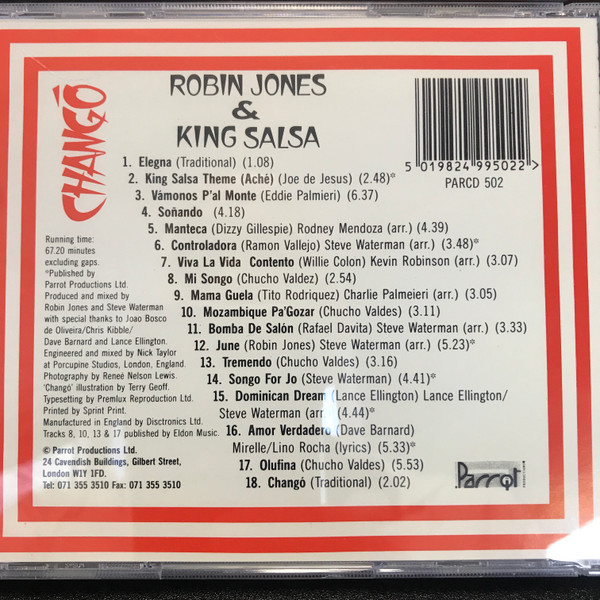 CHANGÓ
ROBIN JONES
&
KING SALSA
5 019824 995022 >
PARCD 502
1. Elegna (Traditional) (1.08)
2. King Salsa Theme (Aché) (Joe de Jesus) (2.48)*
3. Vámonos P'al Monte (Eddie Palmieri) (6.37)
4. Soñando (4.18)
5. Manteca (Dizzy Gillespie) Rodney Mendoza (arr.) (4.39)
6. Controladora (Ramon Vallejo) Steve Waterman (arr.) (3.48)*
7. Viva La Vida Contento (Willie Colon) Kevin Robinson (arr.) (3.07)
8. Mi Songo (Chucho Valdez) (2.54)
9. Mama Guela (Tito Rodriquez) Charlie Palmeieri (arr.) (3.05)
10. Mozambique Pa'Gozar (Chucho Valdes) (3.11)
11. Bomba De Salón (Rafael Davita) Steve Waterman (arr.) (3.33)
12. June (Robin Jones) Steve Waterman (arr.) (5.23)*
13. Tremendo (Chucho Valdes) (3.16)
14. Songo For Jo (Steve Waterman) (4.41)*
15. Dominican Dream (Lance Ellington) Lance Ellington/
Steve Waterman (arr.) (4.44)*
16. Amor Verdadero (Dave Barnard)
Mirelle/Lino Rocha (lyrics) (5.33)*
17. Olufina (Chucho Valdes) (5.53)
18. Changó (Traditional) (2.02)
Running time:
67.20 minutes
excluding gaps.
*Published by
Parrot Productions Ltd.
Produced and mixed by
Robin Jones and Steve Waterman
with special thanks to Joao Bosco
de Oliveira/Chris Kibble/
Dave Barnard and Lance Ellington.
Engineered and mixed by Nick Taylor
at Porcupine Studios, London, England.
Photography by Reneé Nelson Lewis.
'Changó' illustration by Terry Geoff.
Typesetting by Premlux Reproduction Ltd.
Printed by Sprint Print.
Manufactured in England by Disctronics Ltd.
Tracks 8, 10, 13 & 17 published by Eldon Music.
© Parrot Productions Ltd.
24 Cavendish Buildings, Gilbert Street,
London W1Y 1FD.
Tel: 071 355 3510 Fax: 071 355 3510
Parrot